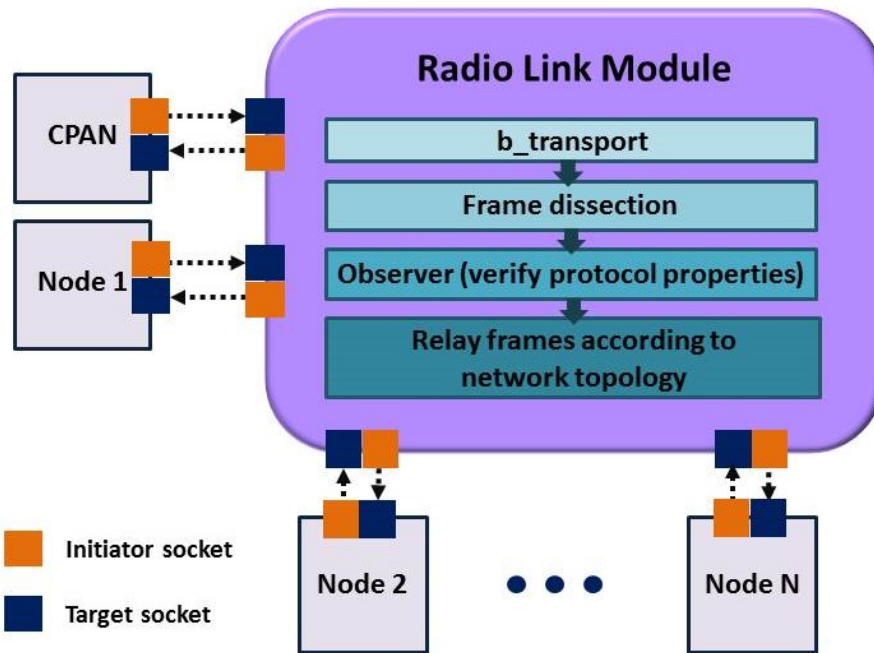 Radio Link Module
CPAN
b_transport
Frame dissection
Node 1
Observer (verify protocol properties)
Relay frames according to
network topology
Initiator socket
Target socket
Node 2
Node N